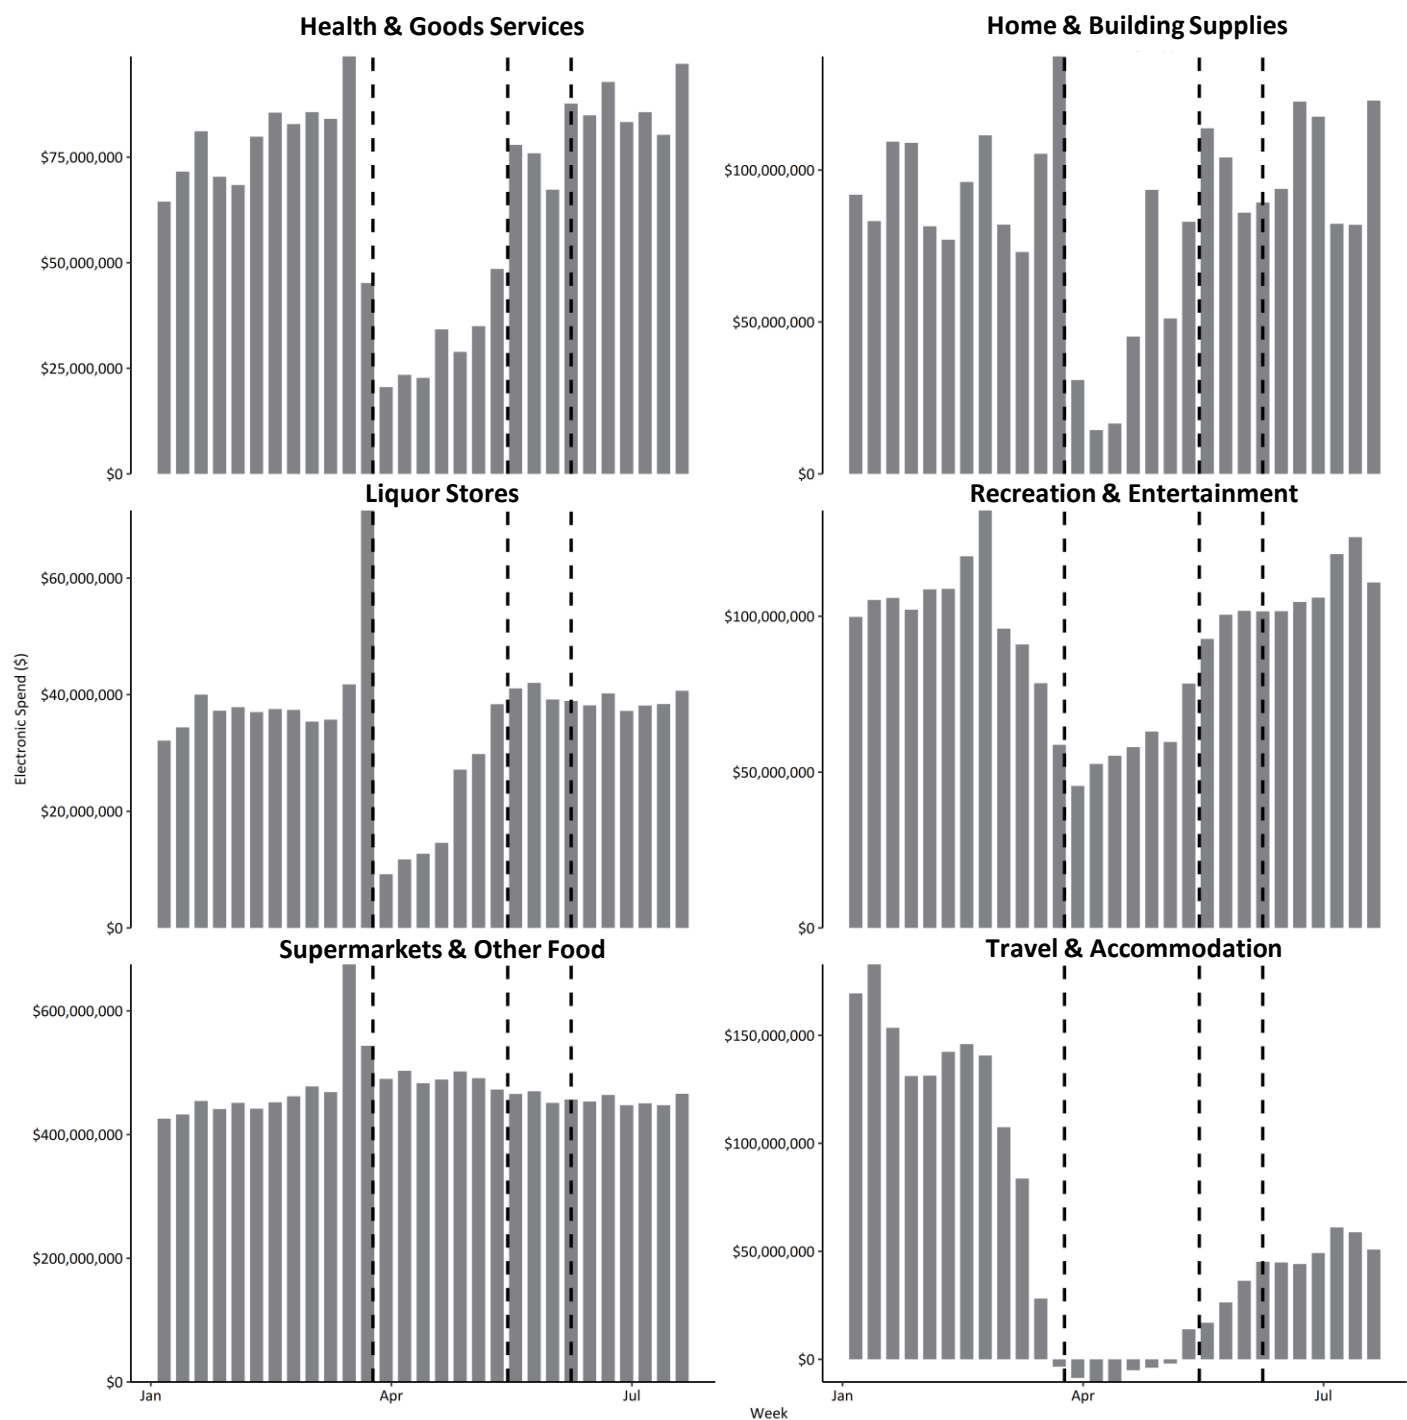 Health & Goods Services
$75,000,000
$50,000,000
$25,000,000
$0
Home & Building Supplies
$100,000,000
$50,000,000
$0
Liquor Stores
$60,000,000
$40,000,000
$20,000,000
$0
Recreation & Entertainment
$100,000,000
$50,000,000
$0
Electronic Spend ($)
Supermarkets & Other Food
$600,000,000
$400,000,000
$200,000,000
$0
Jan
Apr
Jul
Travel & Accommodation
$150,000,000
$100,000,000
$50,000,000
$0
Jan
Apr
Jul
Week